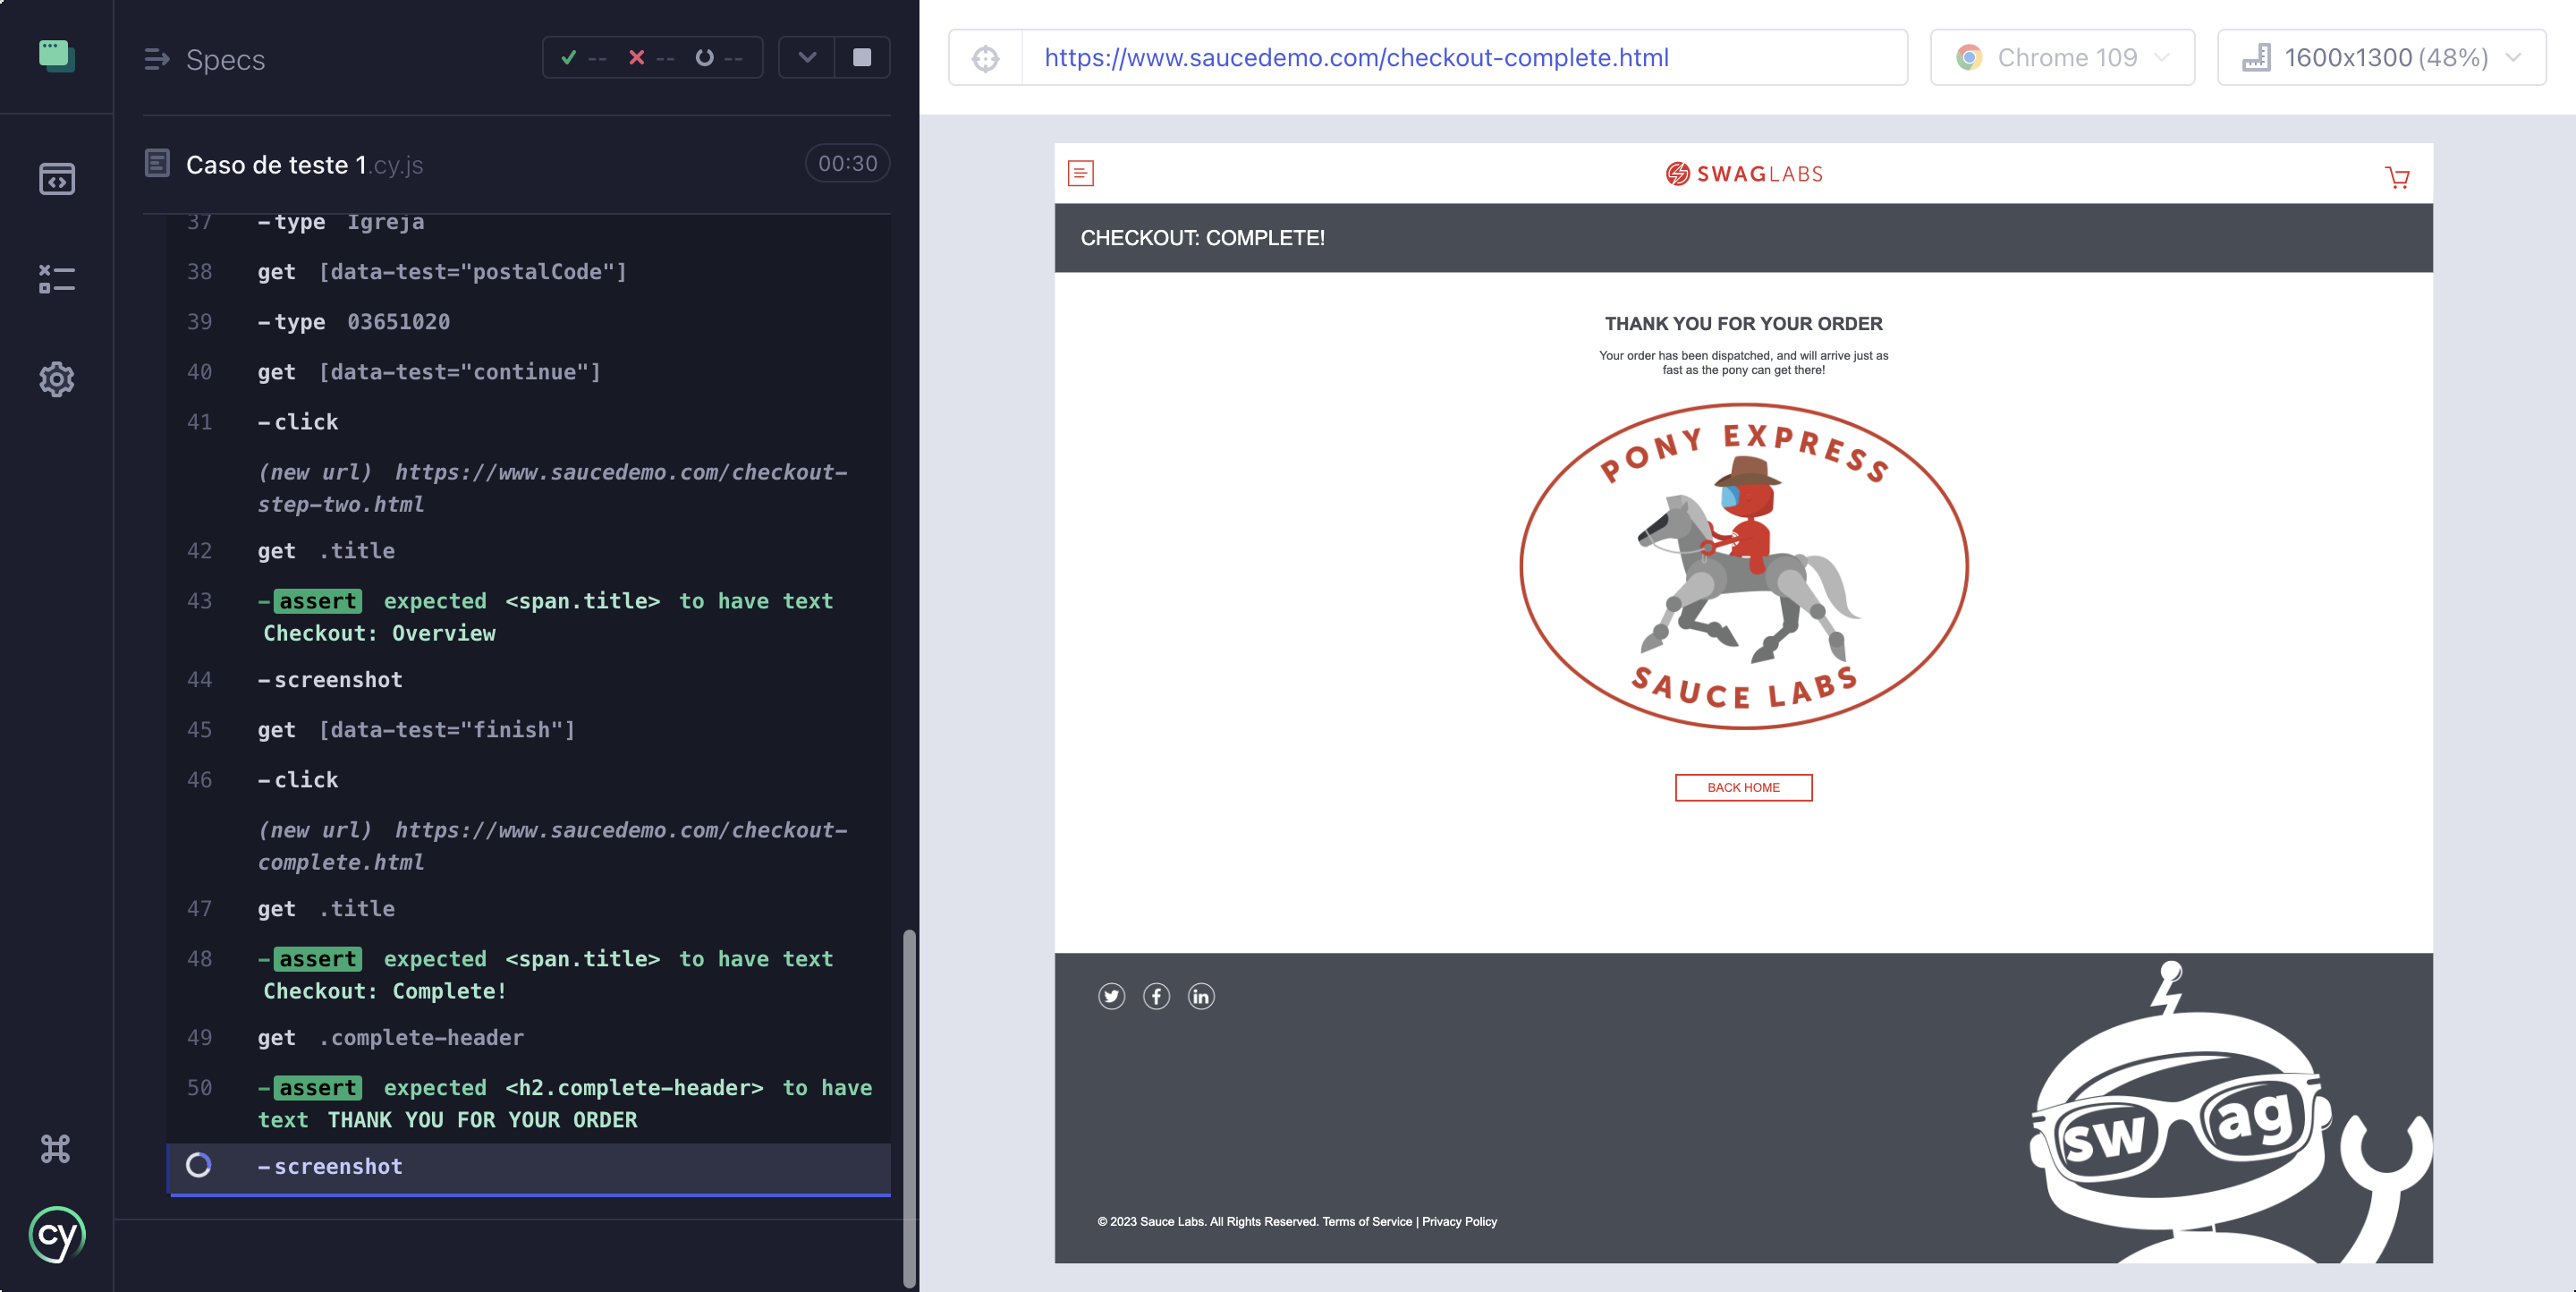 Specs
--
--
--
https://www.saucedemo.com/checkout-complete.html
Chrome 109
1600x1300 (48%)
Caso de teste 1.cy.js
00:30
37 -type Igreja
38 get [data-test="postalCode"]
39 -type 03651020
40 get [data-test="continue"]
41 -click
(new url) https://www.saucedemo.com/checkout-
step-two.html
42 get .title
43 -assert expected <span.title> to have text
Checkout: Overview
44 -screenshot
45 get [data-test="finish"]
46 -click
(new url) https://www.saucedemo.com/checkout-
complete.html
47 get .title
48 -assert expected <span.title> to have text
Checkout: Complete!
49 get .complete-header
50 -assert expected <h2.complete-header> to have
text THANK YOU FOR YOUR ORDER
-screenshot
cy
SWAGLABS
CHECKOUT: COMPLETE!
THANK YOU FOR YOUR ORDER
Your order has been dispatched, and will arrive just as
fast as the pony can get there!
PONY EXPRESS
SAUCE LABS
BACK HOME
f
in
swag
© 2023 Sauce Labs. All Rights Reserved. Terms of Service | Privacy Policy